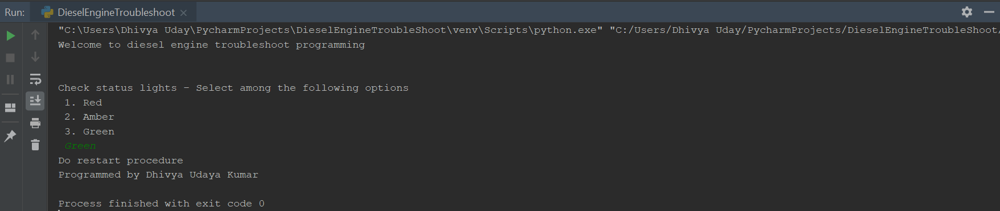 Run: DieselEngineTroubleshoot
"C:\Users\Dhivya Uday\PycharmProjects\DieselEngineTroubleShoot\venv\Scripts\python.exe" "C:/Users/Dhivya Uday/PycharmProjects/DieselEngineTroubleShoot/
Welcome to diesel engine troubleshoot programming
Check status lights - Select among the following options
1. Red
2. Amber
3. Green
Green
Do restart procedure
Programmed by Dhivya Udaya Kumar
Process finished with exit code 0